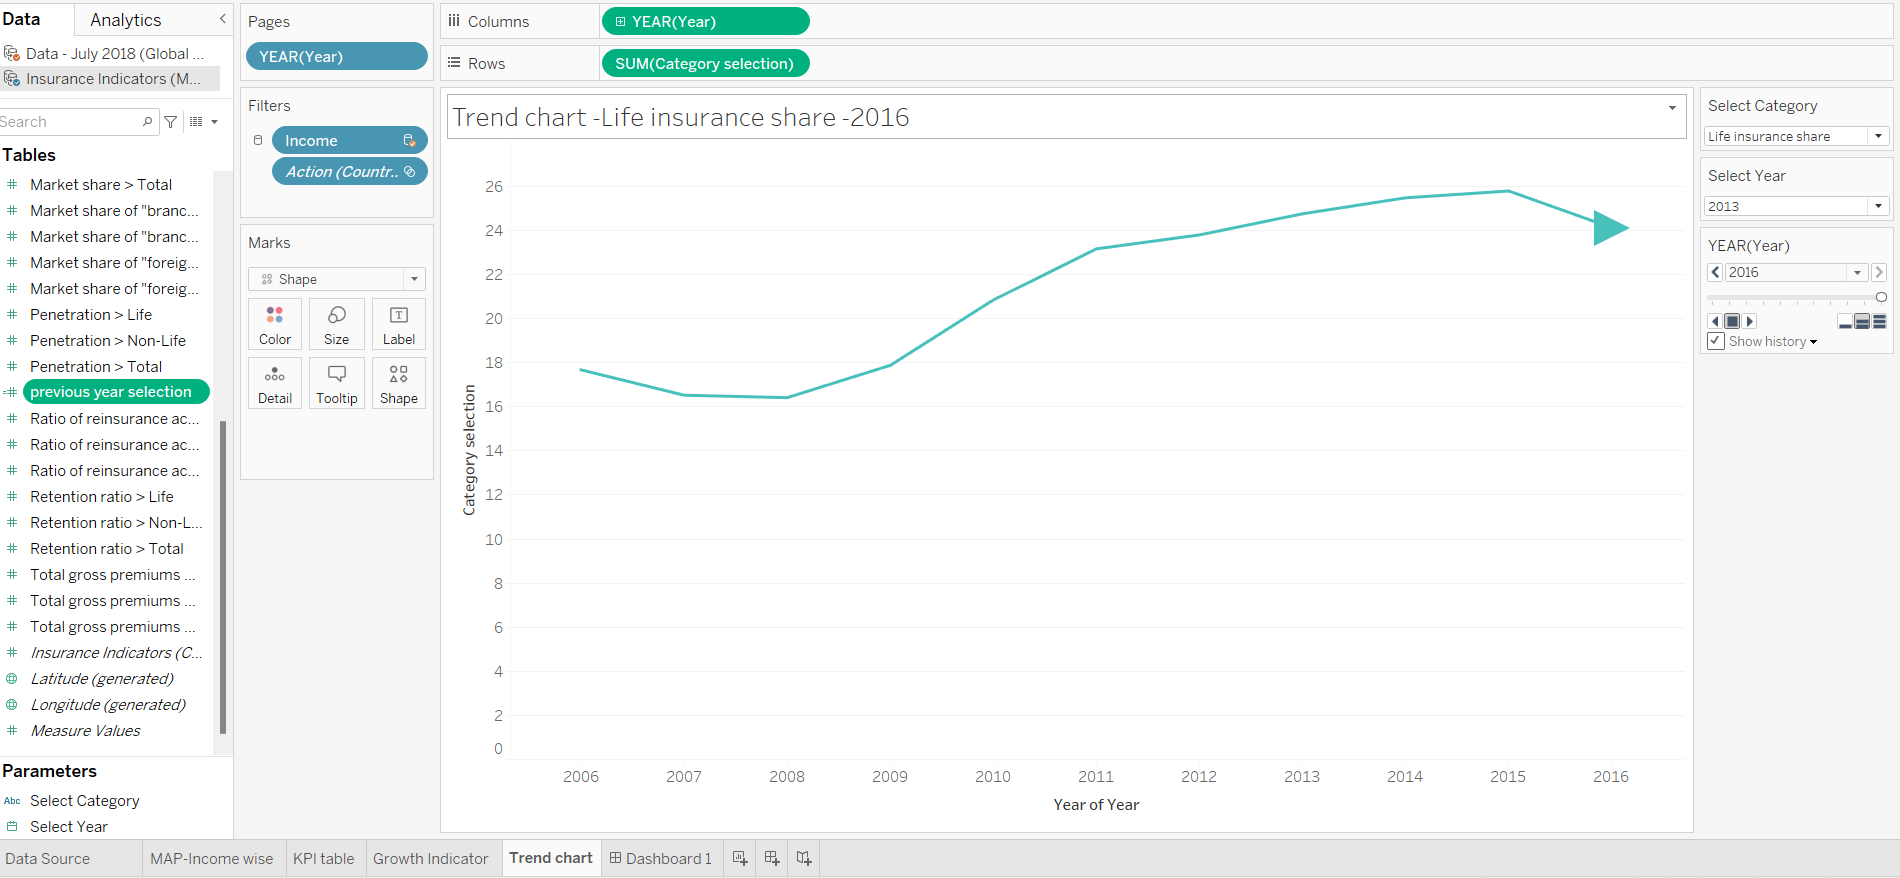 Data
Analytics
Data - July 2018 (Global ...
Insurance Indicators (M...
Search
Tables
Market share > Total
Market share of "branc...
Market share of "branc...
Market share of "foreig...
Market share of "foreig...
Penetration > Life
Penetration > Non-Life
Penetration > Total
previous year selection
Ratio of reinsurance ac...
Ratio of reinsurance ac...
Ratio of reinsurance ac...
Retention ratio > Life
Retention ratio > Non-L...
Retention ratio > Total
Total gross premiums ...
Total gross premiums ...
Total gross premiums ...
Insurance Indicators (C...
Latitude (generated)
Longitude (generated)
Measure Values
Parameters
Abc Select Category
Select Year
Pages
YEAR(Year)
Filters
Income
Action (Countr..
Marks
Shape
Color
Size
Label
Detail
Tooltip
Shape
Columns
YEAR(Year)
Rows
SUM(Category selection)
Trend chart -Life insurance share -2016
Category selection
26
24
22
20
18
16
14
12
10
8
6
4
2
0
2006 2007 2008 2009 2010 2011 2012 2013 2014 2015 2016
Year of Year
Select Category
Life insurance share
Select Year
2013
YEAR(Year)
2016
Show history
Data Source
MAP-Income wise
KPI table
Growth Indicator
Trend chart
Dashboard 1